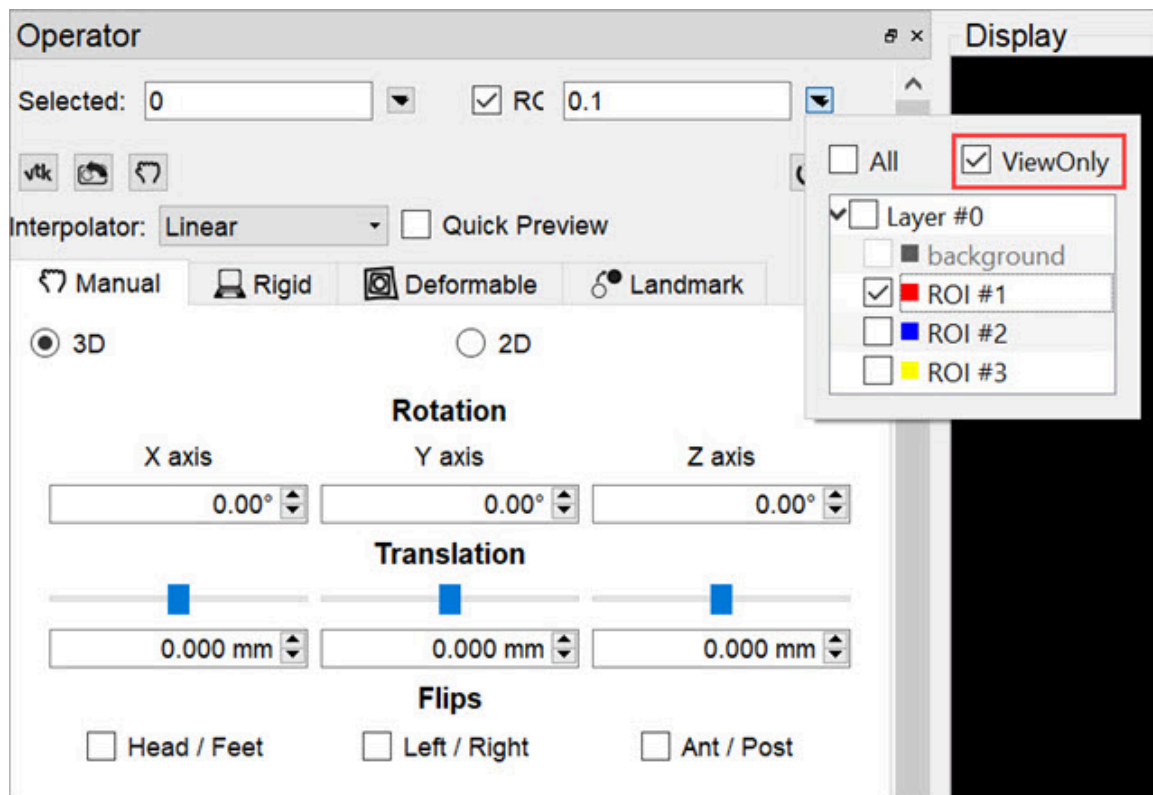 Operator
Display
Selected: 0 RC 0.1
All ViewOnly
vtk
Interpolator: Linear Quick Preview
Layer #0
background
ROI #1
ROI #2
ROI #3
Manual Rigid Deformable Landmark
3D 2D
Rotation
X axis Y axis Z axis
0.00° 0.00° 0.00°
Translation
0.000 mm 0.000 mm 0.000 mm
Flips
Head / Feet Left / Right Ant / Post